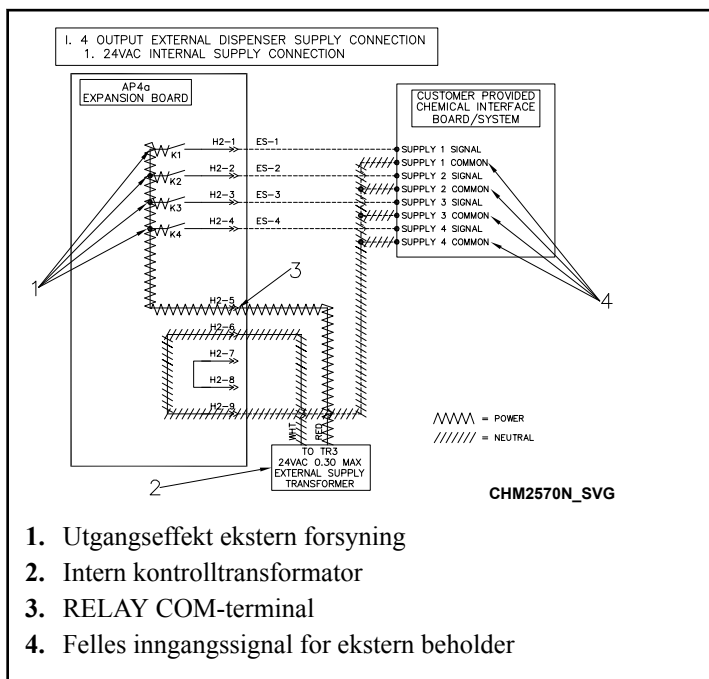 I. 4 OUTPUT EXTERNAL DISPENSER SUPPLY CONNECTION
1. 24VAC INTERNAL SUPPLY CONNECTION
AP4a
EXPANSION BOARD
CUSTOMER PROVIDED
CHEMICAL INTERFACE
BOARD/SYSTEM
K1
H2-1
ES-1
SUPPLY 1 SIGNAL
SUPPLY 1 COMMON
K2
H2-2
ES-2
SUPPLY 2 SIGNAL
SUPPLY 2 COMMON
K3
H2-3
ES-3
SUPPLY 3 SIGNAL
SUPPLY 3 COMMON
K4
H2-4
ES-4
SUPPLY 4 SIGNAL
SUPPLY 4 COMMON
1
3
4
H2-5
H2-6
H2-7
H2-8
H2-9
WHT
RED
= POWER
= NEUTRAL
TO TR3
24VAC 0.30 MAX
EXTERNAL SUPPLY
TRANSFORMER
2
CHM2570N_SVG
1. Utgangseffekt ekstern forsyning
2. Intern kontrolltransformator
3. RELAY COM-terminal
4. Felles inngangssignal for ekstern beholder